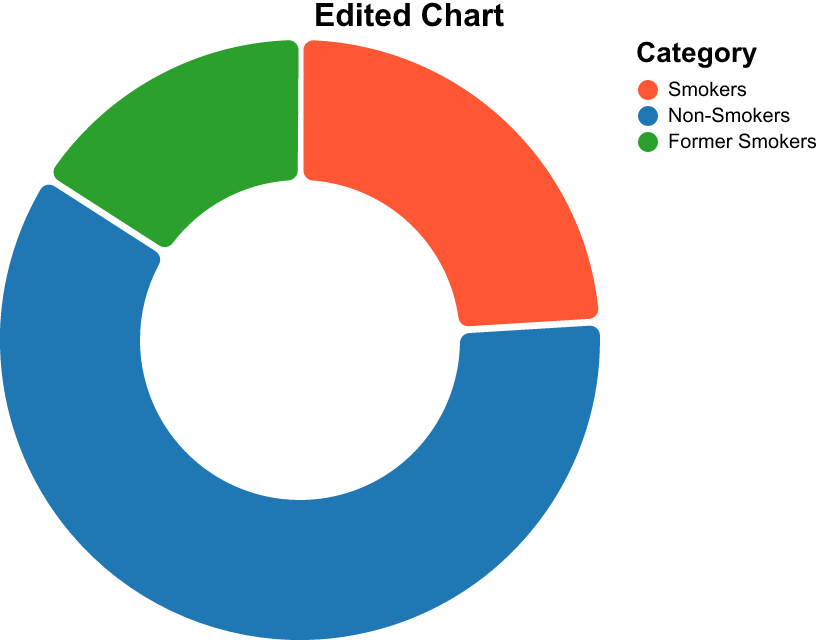 Edited Chart
Category
Smokers
Non-Smokers
Former Smokers